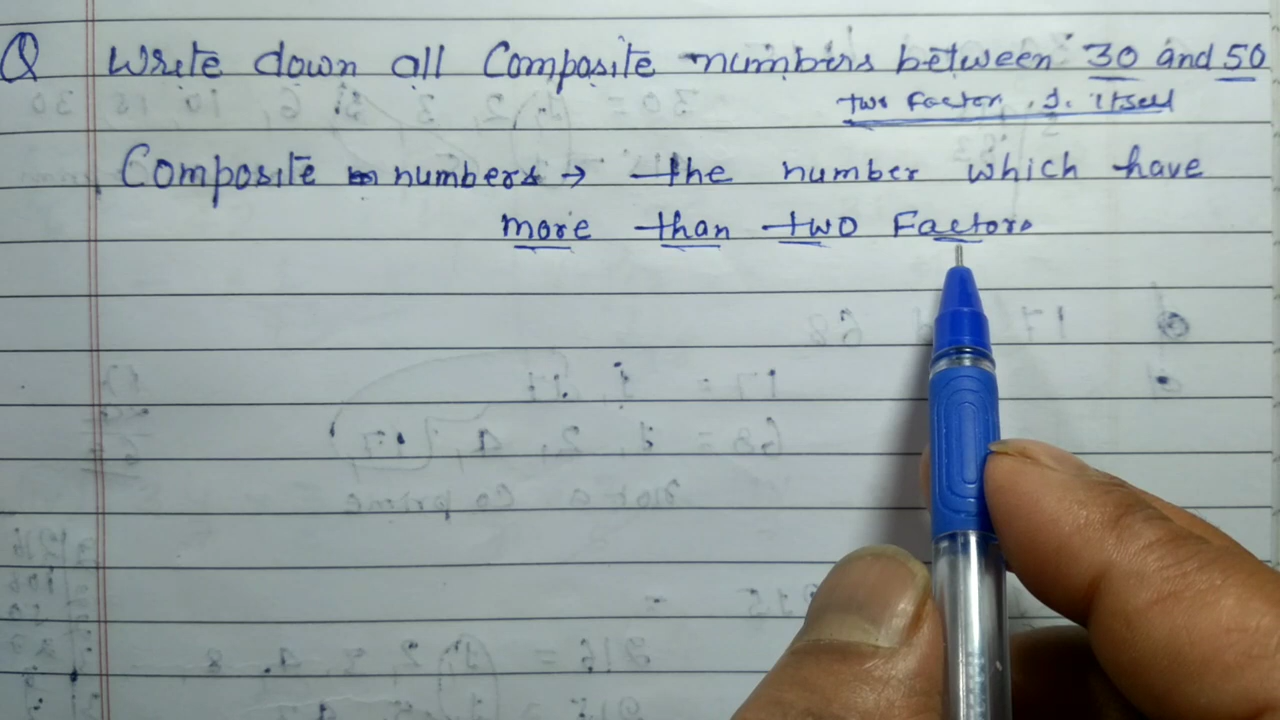 Q Write down all Composite numbers between 30 and 50
two Factor, 1. itself
Composite numbers → the number which have
more than two Factors